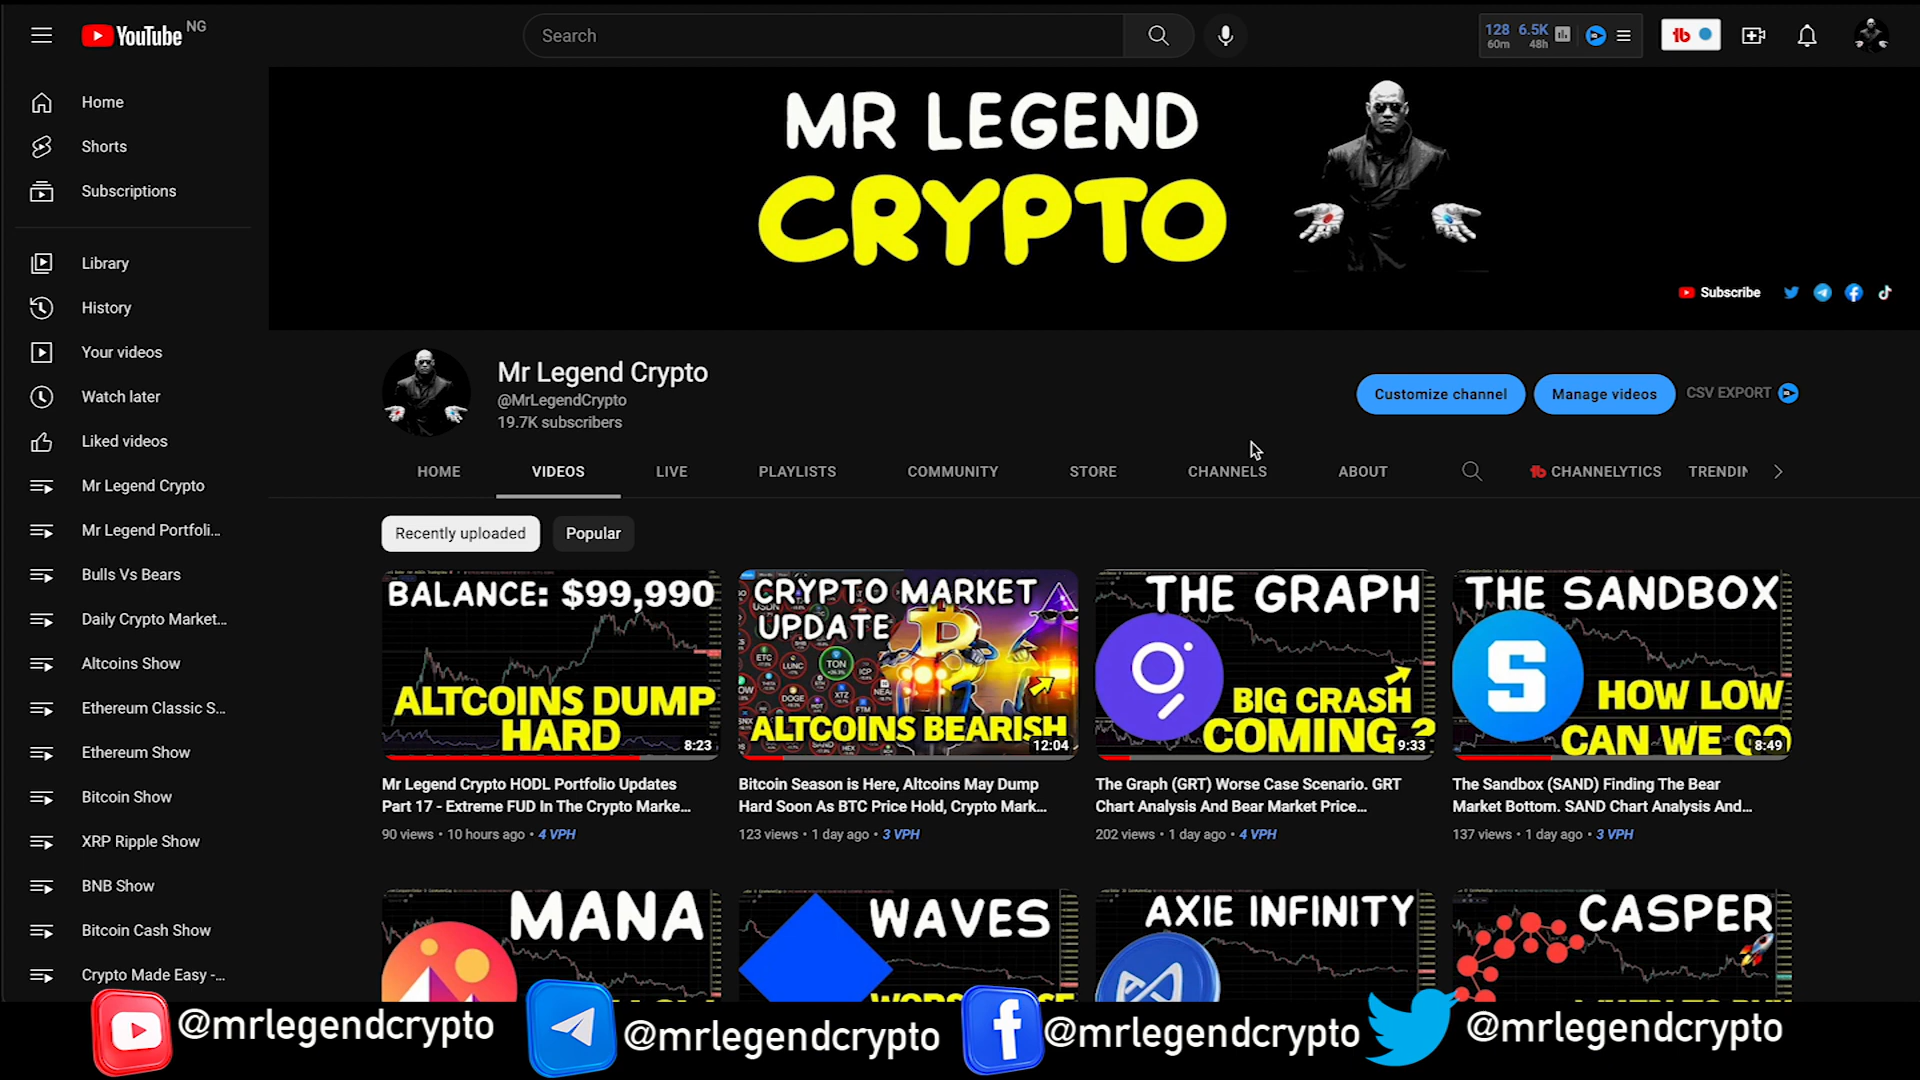 YouTube NG
Search
128 6.5K
60m 48h
Home
Shorts
Subscriptions
Library
History
Your videos
Watch later
Liked videos
Mr Legend Crypto
Mr Legend Portfoli...
Bulls Vs Bears
Daily Crypto Market...
Altcoins Show
Ethereum Classic S...
Ethereum Show
Bitcoin Show
XRP Ripple Show
BNB Show
Bitcoin Cash Show
Crypto Made Easy -...
MR LEGEND
CRYPTO
Subscribe
Mr Legend Crypto
@MrLegendCrypto
19.7K subscribers
Customize channel
Manage videos
CSV EXPORT
HOME VIDEOS LIVE PLAYLISTS COMMUNITY STORE CHANNELS ABOUT CHANNELYTICS TRENDIN
Recently uploaded
Popular
BALANCE: $99,990
ALTCOINS DUMP
HARD
8:23
Mr Legend Crypto HODL Portfolio Updates
Part 17 - Extreme FUD In The Crypto Marke...
90 views • 10 hours ago • 4 VPH
CRYPTO MARKET
UPDATE
ETC
LUNC
TON
ICP
DOGE
XTZ
FTM
ALTCOINS BEARISH
12:04
Bitcoin Season is Here, Altcoins May Dump
Hard Soon As BTC Price Hold, Crypto Mark...
123 views • 1 day ago • 3 VPH
THE GRAPH
BIG CRASH
COMING ?
9:33
The Graph (GRT) Worse Case Scenario. GRT
Chart Analysis And Bear Market Price...
202 views • 1 day ago • 4 VPH
THE SANDBOX
S
HOW LOW
CAN WE GO
8:49
The Sandbox (SAND) Finding The Bear
Market Bottom. SAND Chart Analysis And...
137 views • 1 day ago • 3 VPH
MANA
WAVES
AXIE INFINITY
CASPER
@mrlegendcrypto
@mrlegendcrypto
@mrlegendcrypto
@mrlegendcrypto